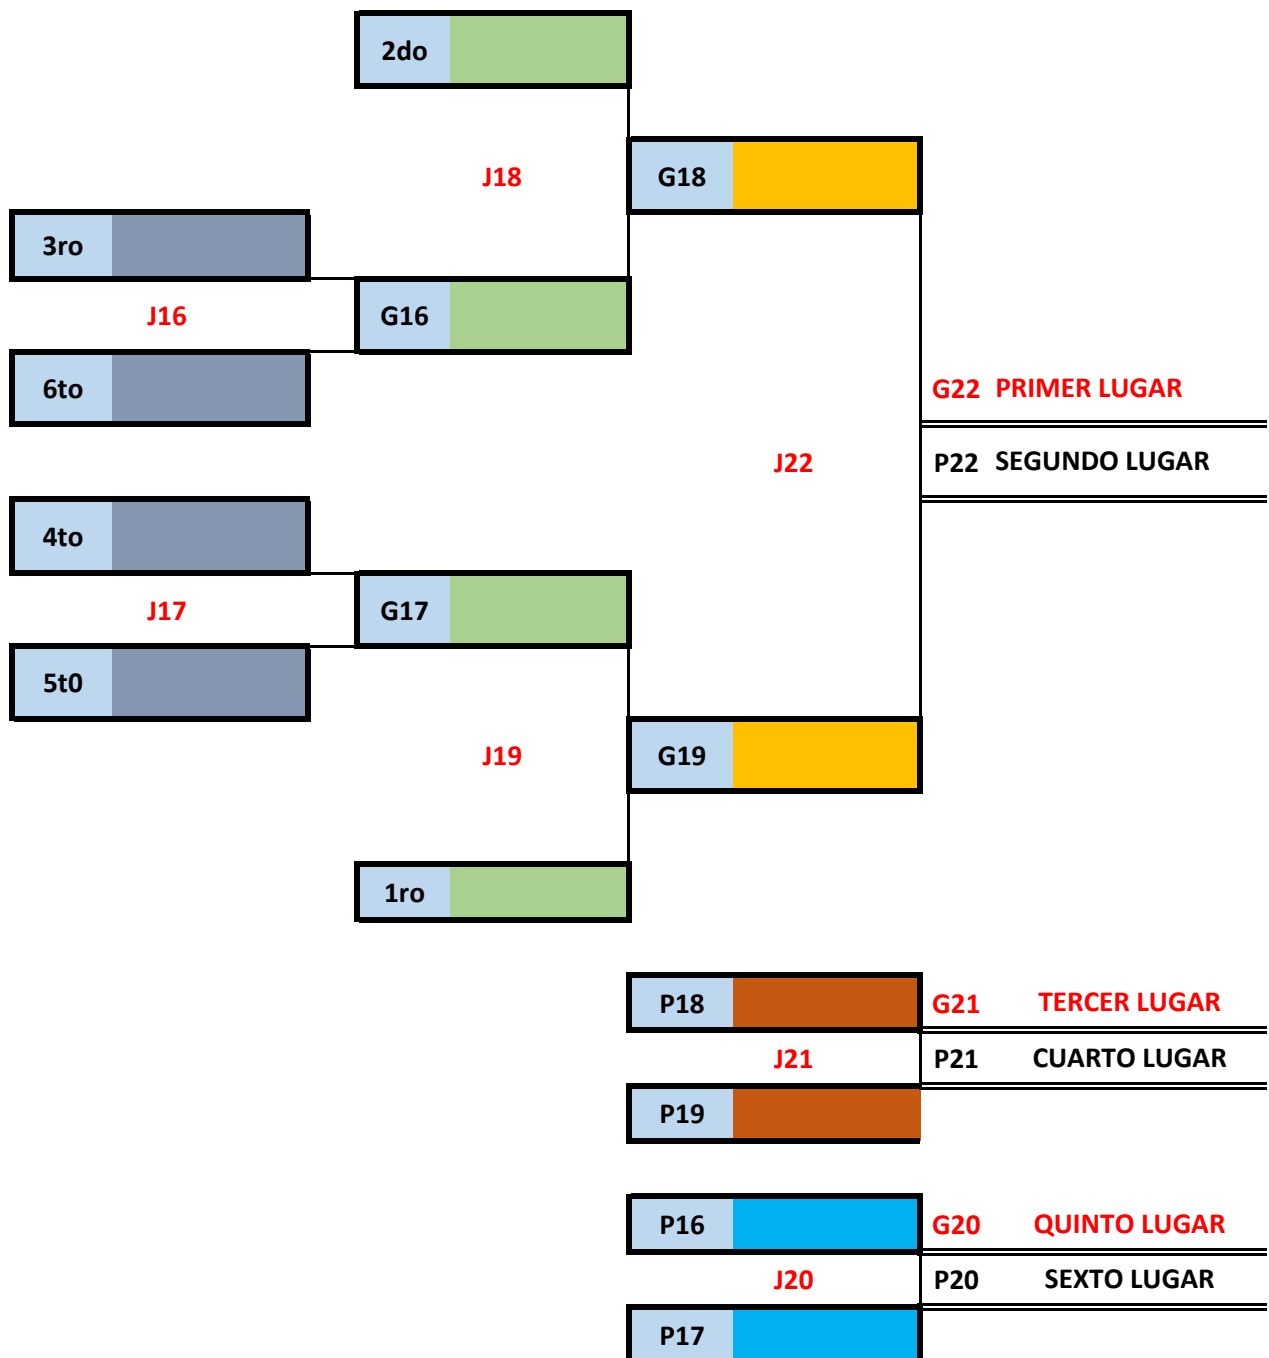 2do
J18
G18
3ro
J16
G16
6to
G22 PRIMER LUGAR
J22
P22 SEGUNDO LUGAR
4to
J17
G17
5t0
J19
G19
1ro
P18
G21 TERCER LUGAR
J21
P21 CUARTO LUGAR
P19
P16
G20 QUINTO LUGAR
J20
P20 SEXTO LUGAR
P17